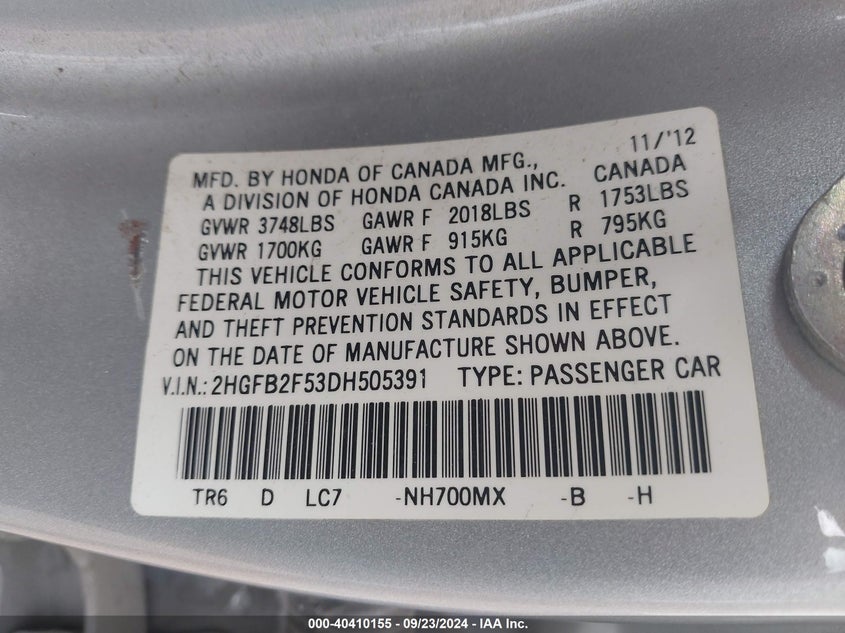 11/'12
MFD. BY HONDA OF CANADA MFG., CANADA
A DIVISION OF HONDA CANADA INC.
GVWR 3748LBS GAWR F 2018LBS R 1753LBS
GVWR 1700KG GAWR F 915KG R 795KG
THIS VEHICLE CONFORMS TO ALL APPLICABLE
FEDERAL MOTOR VEHICLE SAFETY, BUMPER,
AND THEFT PREVENTION STANDARDS IN EFFECT
ON THE DATE OF MANUFACTURE SHOWN ABOVE.
V.I.N.: 2HGFB2F53DH505391 TYPE: PASSENGER CAR
TR6 D LC7 -NH700MX -B -H
000-40410155 - 09/23/2024 - IAA Inc.